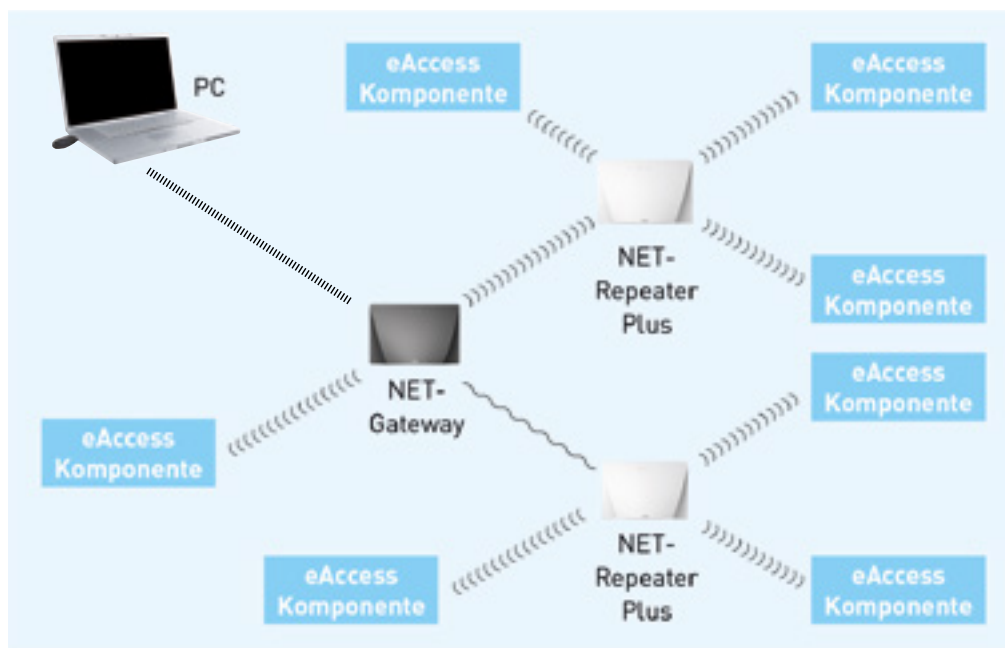 PC
eAccess
Komponente
eAccess
Komponente
NET-
Repeater
Plus
eAccess
Komponente
NET-
Gateway
eAccess
Komponente
eAccess
Komponente
NET-
Repeater
Plus
eAccess
Komponente
eAccess
Komponente